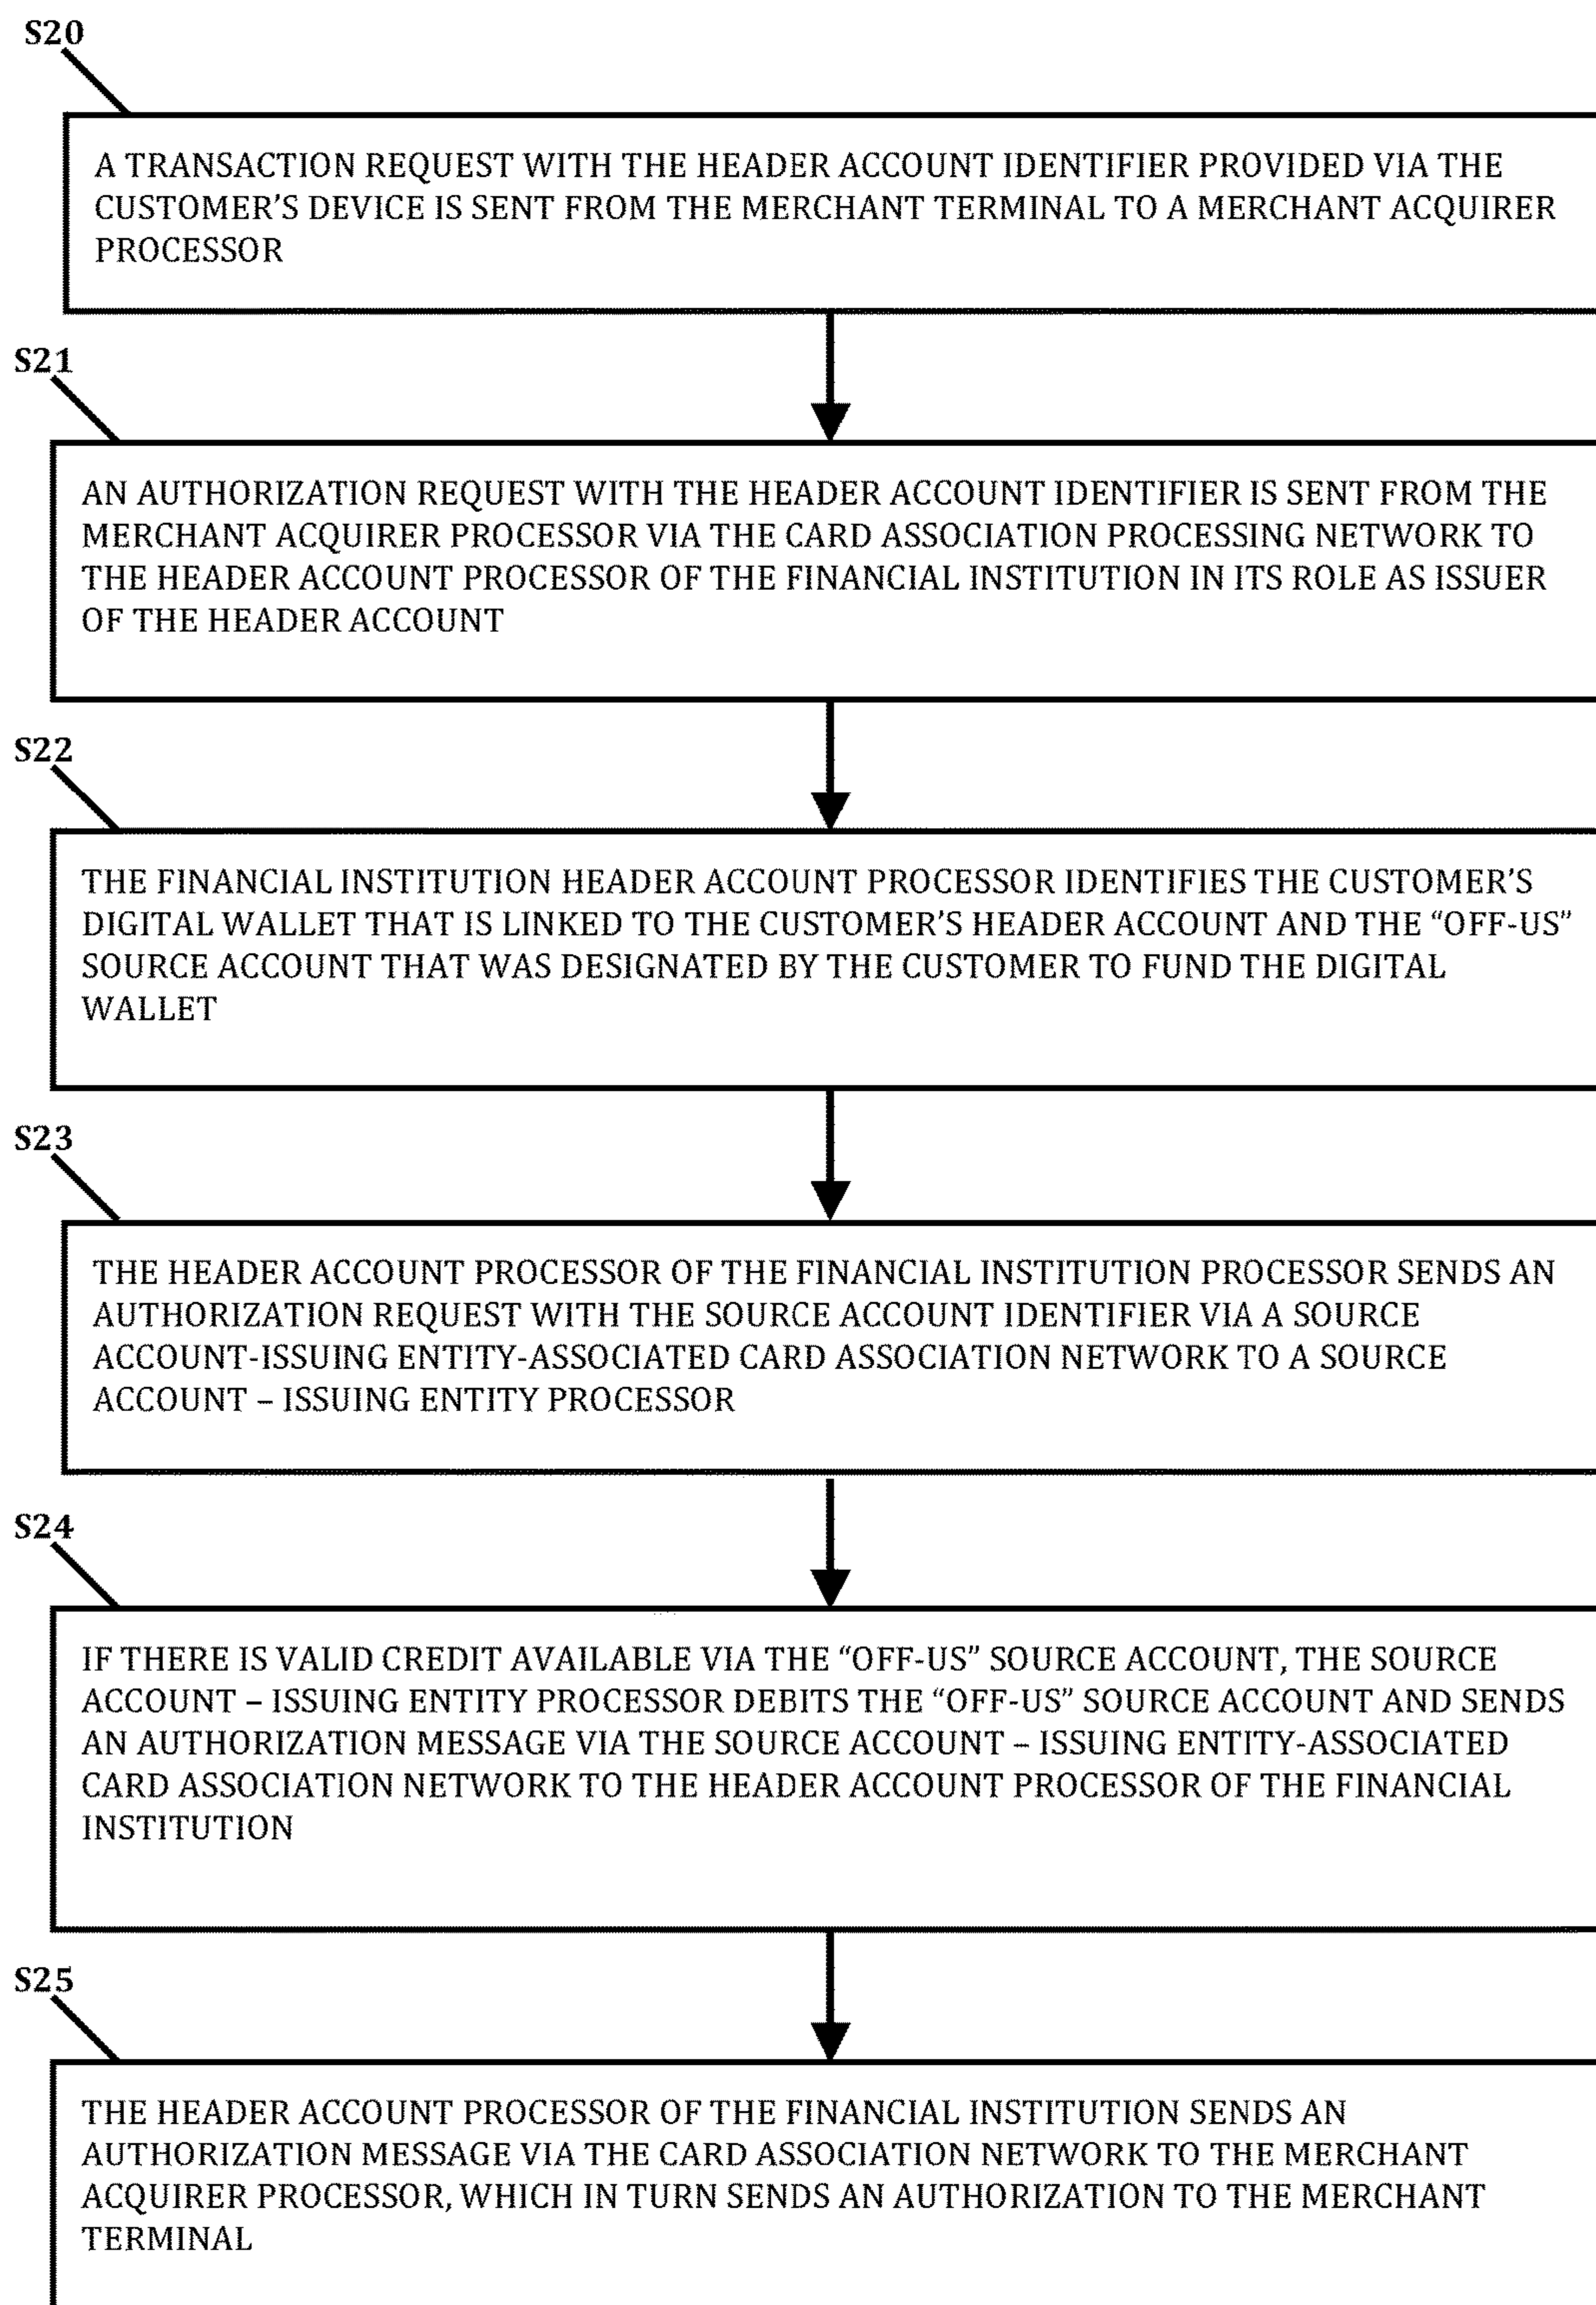 S20
A TRANSACTION REQUEST WITH THE HEADER ACCOUNT IDENTIFIER PROVIDED VIA THE
CUSTOMER’S DEVICE IS SENT FROM THE MERCHANT TERMINAL TO A MERCHANT ACQUIRER
PROCESSOR
S21
AN AUTHORIZATION REQUEST WITH THE HEADER ACCOUNT IDENTIFIER IS SENT FROM THE
MERCHANT ACQUIRER PROCESSOR VIA THE CARD ASSOCIATION PROCESSING NETWORK TO
THE HEADER ACCOUNT PROCESSOR OF THE FINANCIAL INSTITUTION IN ITS ROLE AS ISSUER
OF THE HEADER ACCOUNT
S22
THE FINANCIAL INSTITUTION HEADER ACCOUNT PROCESSOR IDENTIFIES THE CUSTOMER’S
DIGITAL WALLET THAT IS LINKED TO THE CUSTOMER’S HEADER ACCOUNT AND THE “OFF-US”
SOURCE ACCOUNT THAT WAS DESIGNATED BY THE CUSTOMER TO FUND THE DIGITAL
WALLET
S23
THE HEADER ACCOUNT PROCESSOR OF THE FINANCIAL INSTITUTION PROCESSOR SENDS AN
AUTHORIZATION REQUEST WITH THE SOURCE ACCOUNT IDENTIFIER VIA A SOURCE
ACCOUNT-ISSUING ENTITY-ASSOCIATED CARD ASSOCIATION NETWORK TO A SOURCE
ACCOUNT – ISSUING ENTITY PROCESSOR
S24
IF THERE IS VALID CREDIT AVAILABLE VIA THE “OFF-US” SOURCE ACCOUNT, THE SOURCE
ACCOUNT – ISSUING ENTITY PROCESSOR DEBITS THE “OFF-US” SOURCE ACCOUNT AND SENDS
AN AUTHORIZATION MESSAGE VIA THE SOURCE ACCOUNT – ISSUING ENTITY-ASSOCIATED
CARD ASSOCIATION NETWORK TO THE HEADER ACCOUNT PROCESSOR OF THE FINANCIAL
INSTITUTION
S25
THE HEADER ACCOUNT PROCESSOR OF THE FINANCIAL INSTITUTION SENDS AN
AUTHORIZATION MESSAGE VIA THE CARD ASSOCIATION NETWORK TO THE MERCHANT
ACQUIRER PROCESSOR, WHICH IN TURN SENDS AN AUTHORIZATION TO THE MERCHANT
TERMINAL